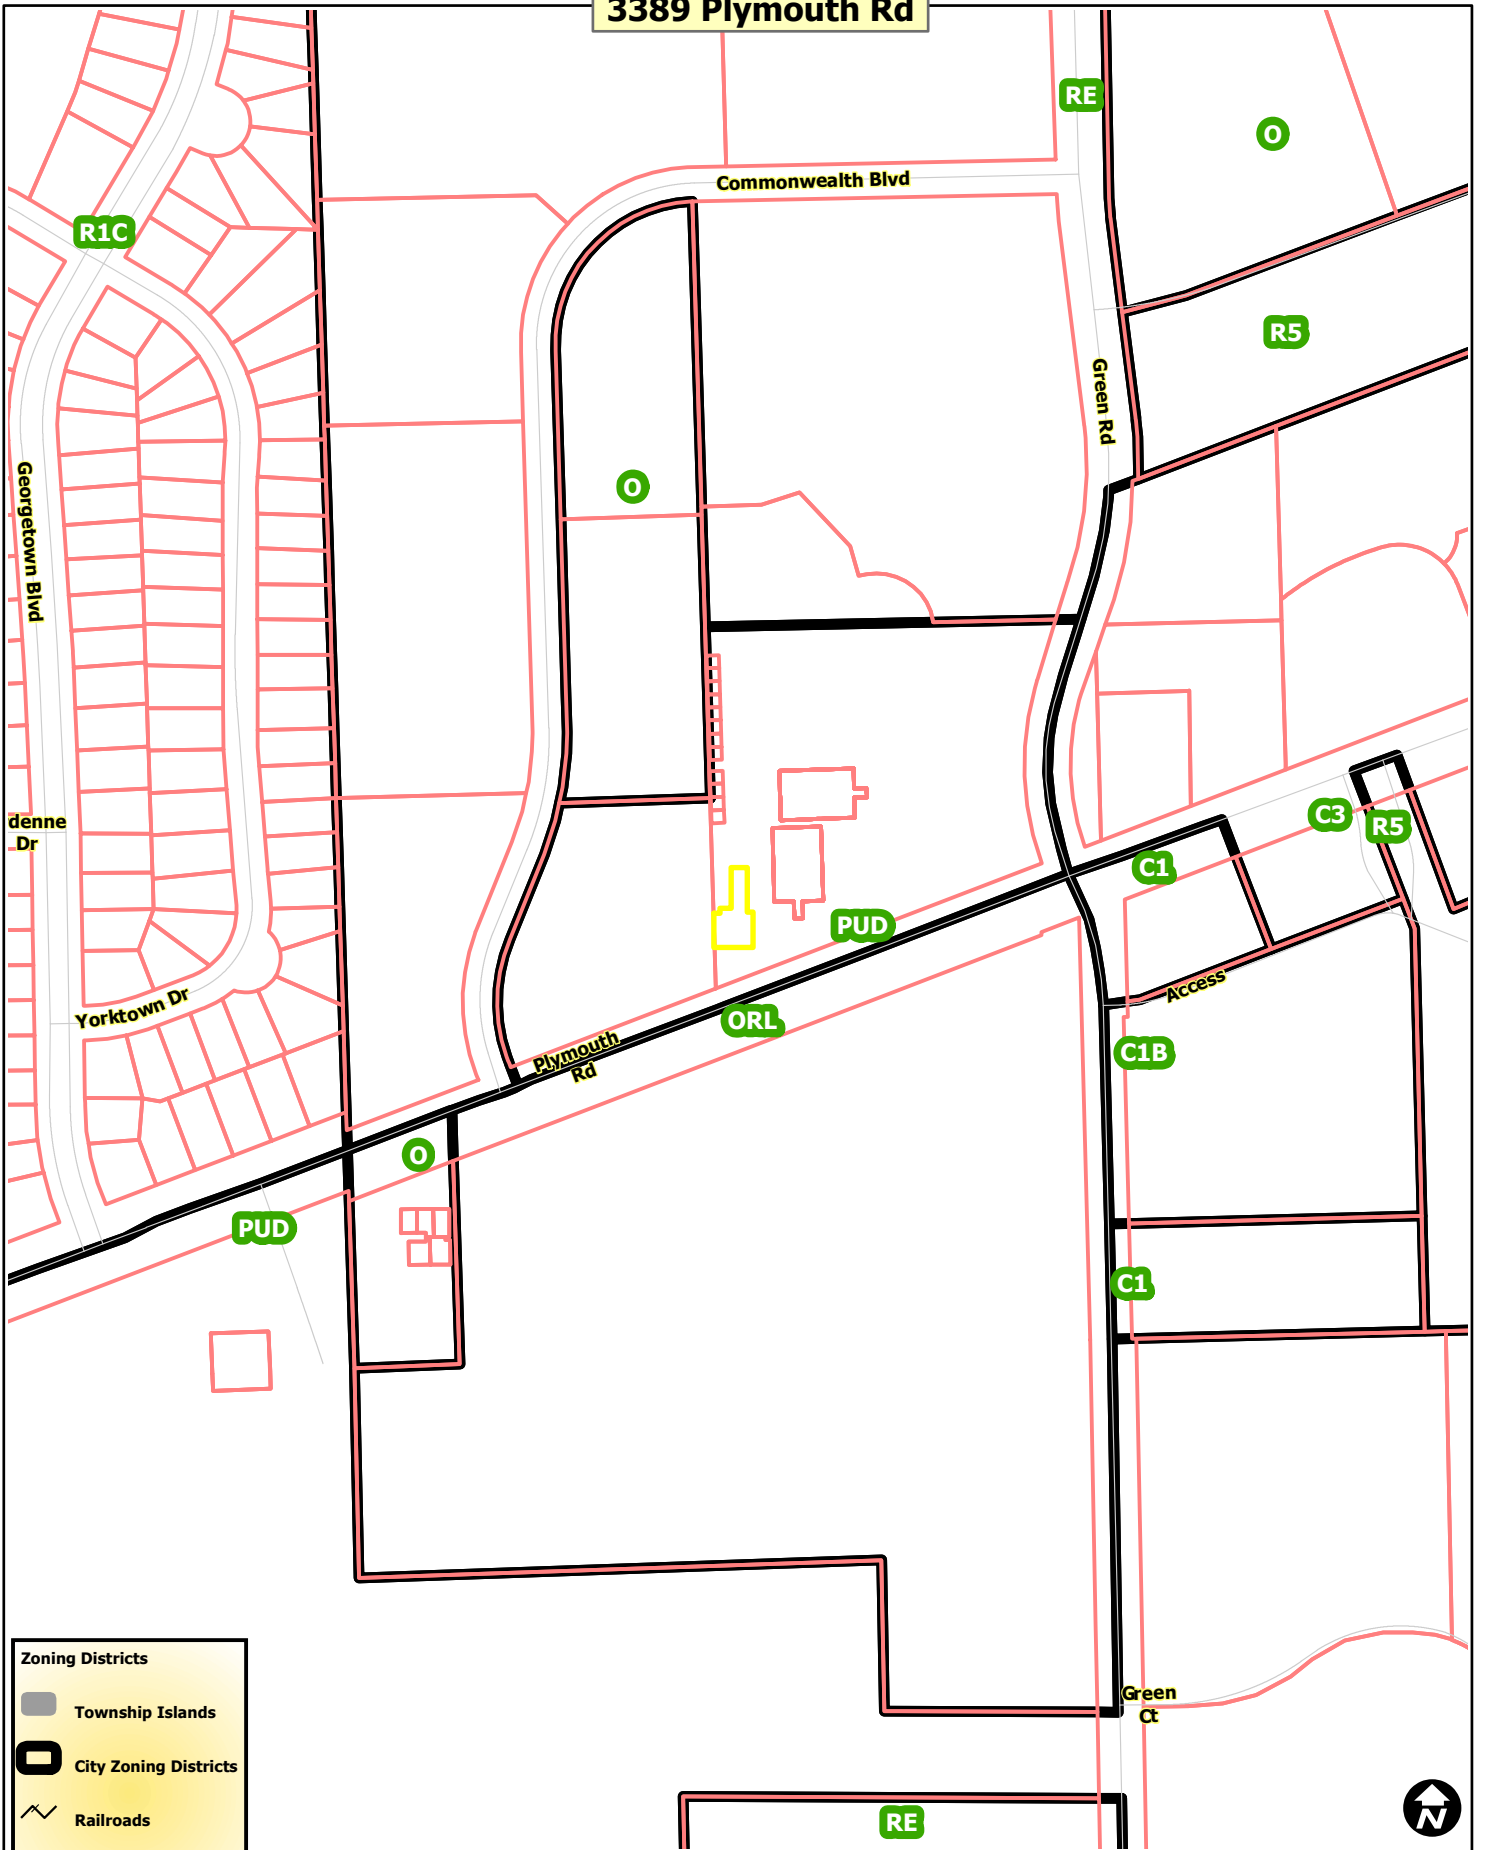 3389 Plymouth Rd
RE
O
Commonwealth Blvd
R1C
R5
Green Rd
O
Georgetown Blvd
C3
R5
denne
Dr
C1
PUD
Access
Yorktown Dr
ORL
Plymouth
Rd
C1B
O
PUD
C1
Green
Ct
RE
Zoning Districts
Township Islands
City Zoning Districts
Railroads
N